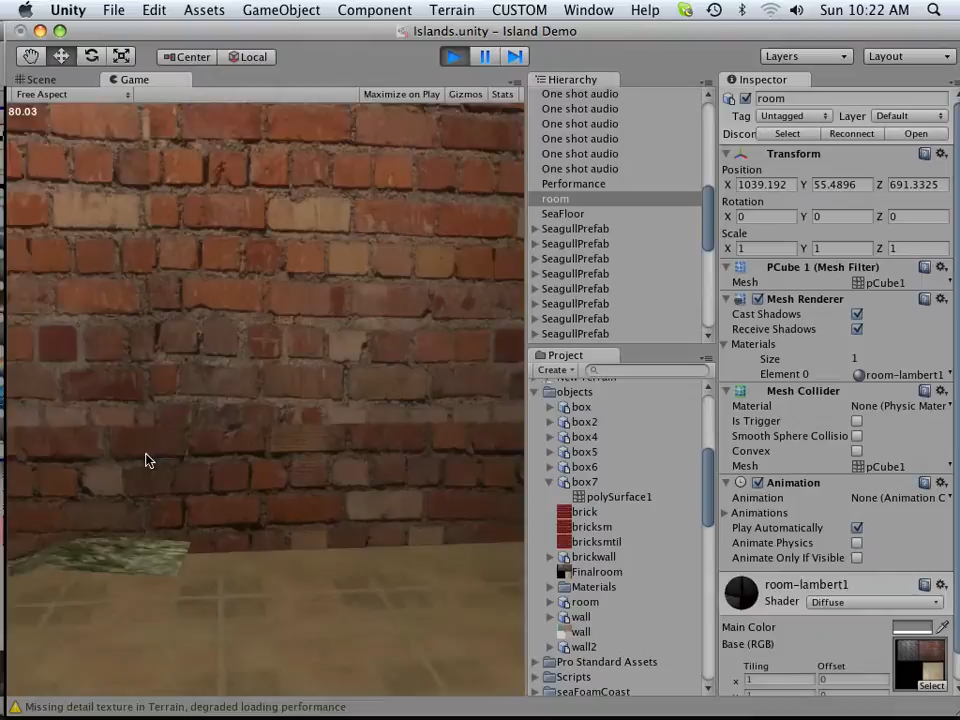 Unity File Edit Assets GameObject Component Terrain CUSTOM Window Help Sun 10:22 AM
Islands.unity – Island Demo
Center Local Layers Layout
Scene Game Hierarchy Inspector
Free Aspect Maximize on Play Gizmos Stats
80.03
One shot audio
One shot audio
One shot audio
One shot audio
One shot audio
One shot audio
Performance
room
SeaFloor
SeagullPrefab
SeagullPrefab
SeagullPrefab
SeagullPrefab
SeagullPrefab
SeagullPrefab
SeagullPrefab
SeagullPrefab
Project
Create
New Terrain
objects
box
box2
box4
box5
box6
box7
polySurface1
brick
bricksm
bricksmtil
brickwall
Finalroom
Materials
room
wall
wall
wall2
Pro Standard Assets
Scripts
seaFoamCoast
room
Tag Untagged Layer Default
Discon Select Reconnect Open
Transform
Position
X 1039.192 Y 55.4896 Z 691.3325
Rotation
X 0 Y 0 Z 0
Scale
X 1 Y 1 Z 1
PCube 1 (Mesh Filter)
Mesh pCube1
Mesh Renderer
Cast Shadows
Receive Shadows
Materials
Size 1
Element 0 room-lambert1
Mesh Collider
Material None (Physic Mater
Is Trigger
Smooth Sphere Collisio
Convex
Mesh pCube1
Animation
Animation None (Animation C
Animations
Play Automatically
Animate Physics
Animate Only If Visible
room-lambert1
Shader Diffuse
Main Color
Base (RGB)
Tiling Offset
x 1 0
Select
Missing detail texture in Terrain, degraded loading performance